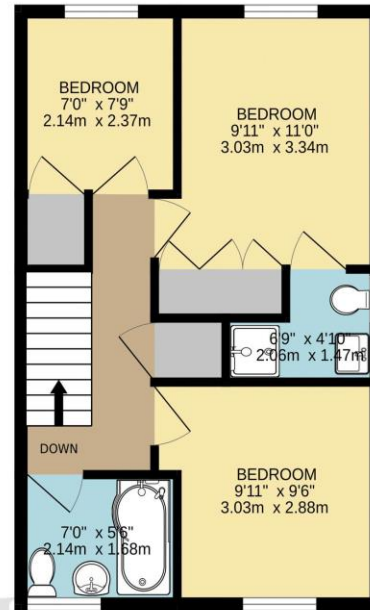 BEDROOM
7'0" x 7'9"
2.14m x 2.37m
BEDROOM
9'11" x 11'0"
3.03m x 3.34m
6'9" x 4'10"
2.06m x 1.47m
DOWN
BEDROOM
9'11" x 9'6"
3.03m x 2.88m
7'0" x 5'6"
2.14m x 1.68m